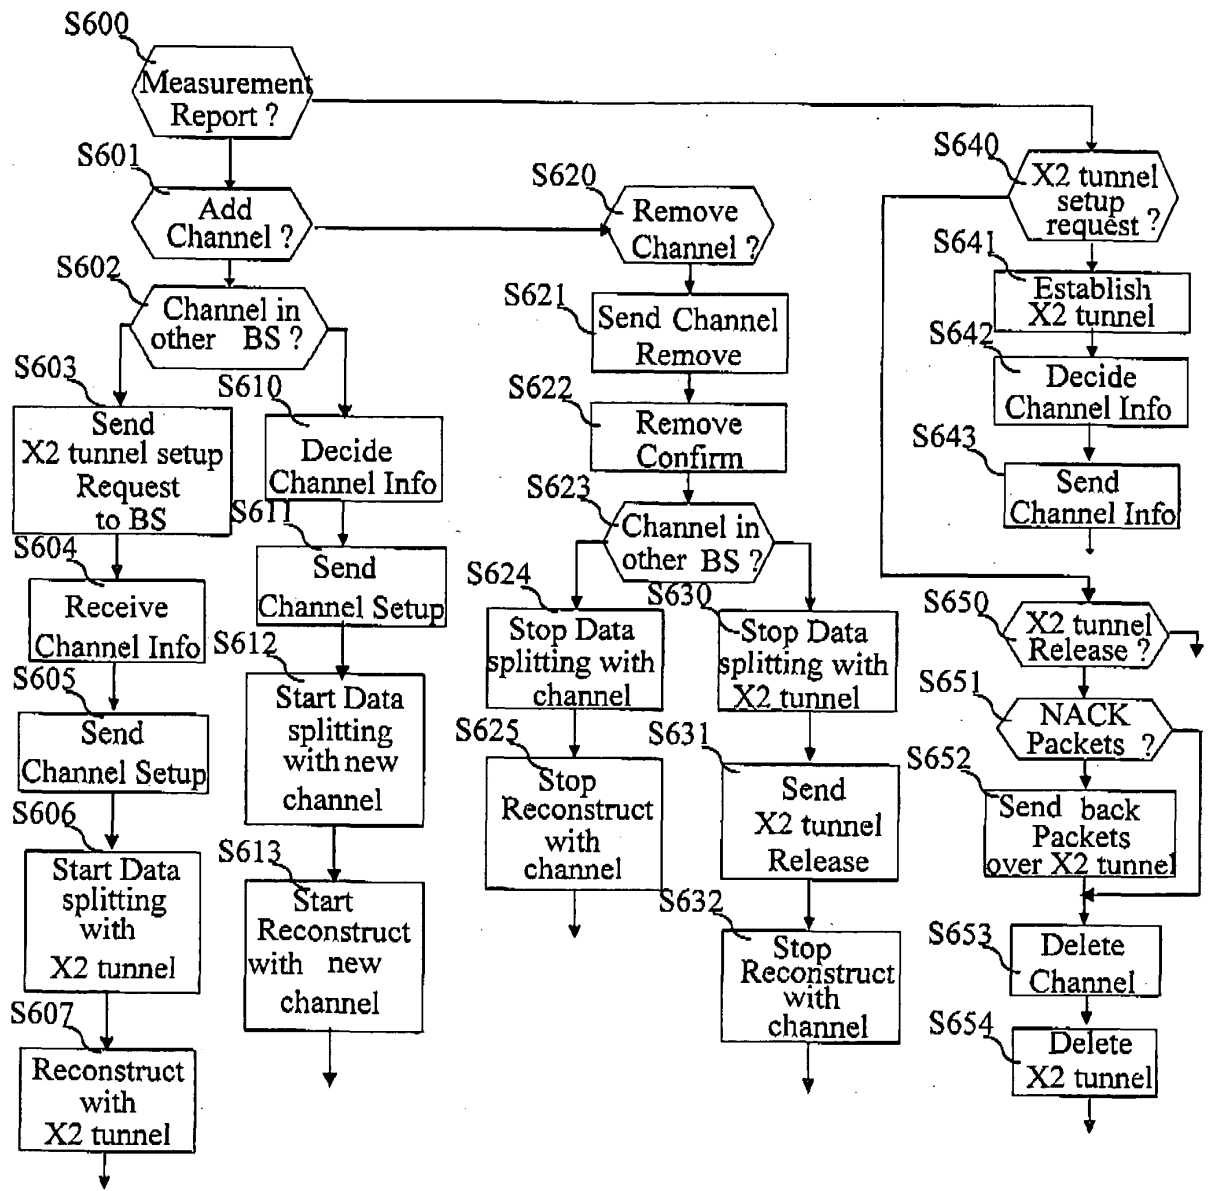 S600
Measurement
Report ?
S601
Add
Channel ?
S602
Channel in
other BS ?
S603
Send
X2 tunnel setup
Request
to BS
S604
Receive
Channel Info
S605
Send
Channel Setup
S606
Start Data
splitting
with
X2 tunnel
S607
Reconstruct
with
X2 tunnel
S610
Decide
Channel Info
S611
Send
Channel Setup
S612
Start Data
splitting
with new
channel
S613
Start
Reconstruct
with new
channel
S620
Remove
Channel ?
S621
Send Channel
Remove
S622
Remove
Confirm
S623
Channel in
other BS ?
S624
Stop Data
splitting with
channel
S625
Stop
Reconstruct
with
channel
S630
Stop Data
splitting with
X2 tunnel
S631
Send
X2 tunnel
Release
S632
Stop
Reconstruct
with
channel
S640
X2 tunnel
setup
request ?
S641
Establish
X2 tunnel
S642
Decide
Channel Info
S643
Send
Channel Info
S650
X2 tunnel
Release ?
S651
NACK
Packets ?
S652
Send back
Packets
over X2 tunnel
S653
Delete
Channel
S654
Delete
X2 tunnel